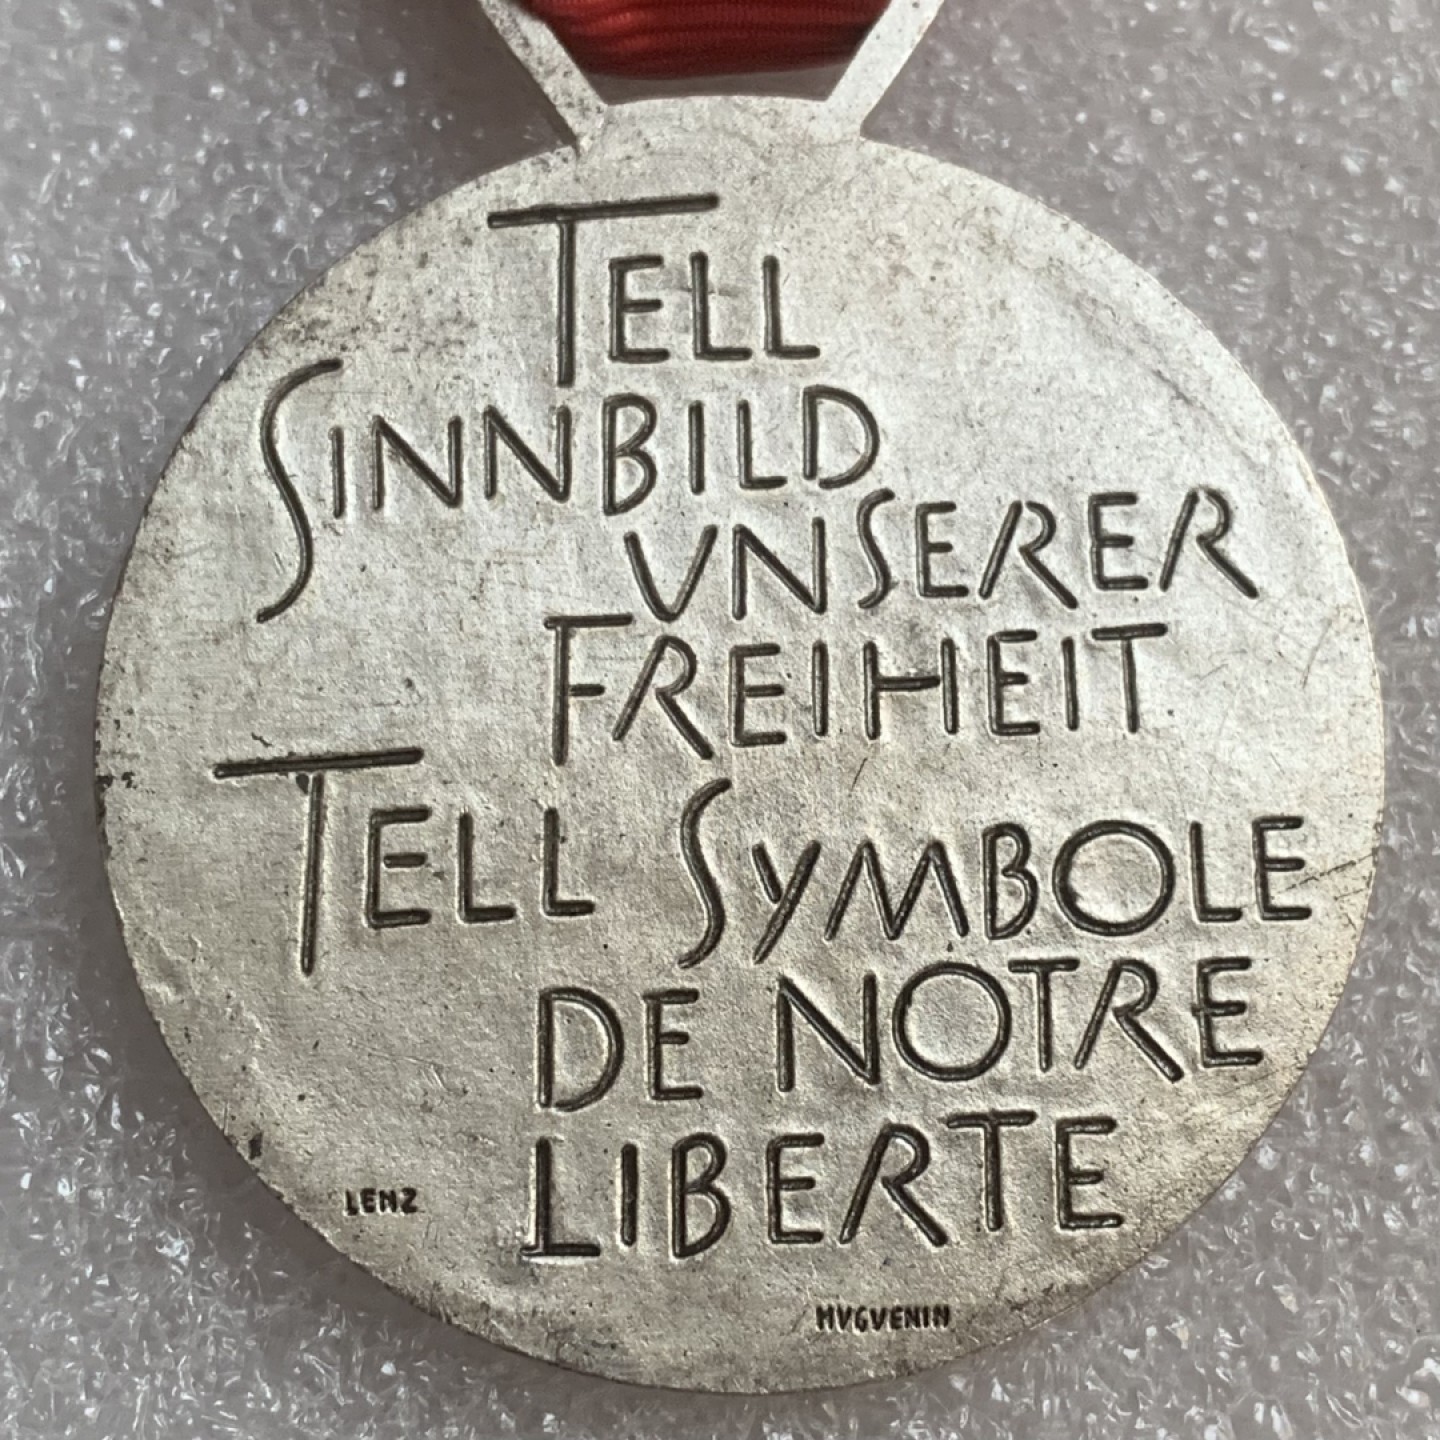 TELL
SINNBILD
UNSERER
FREIHEIT
TELL SYMBOLE
DE NOTRE
LIBERTE
LENZ
HUGUENIN